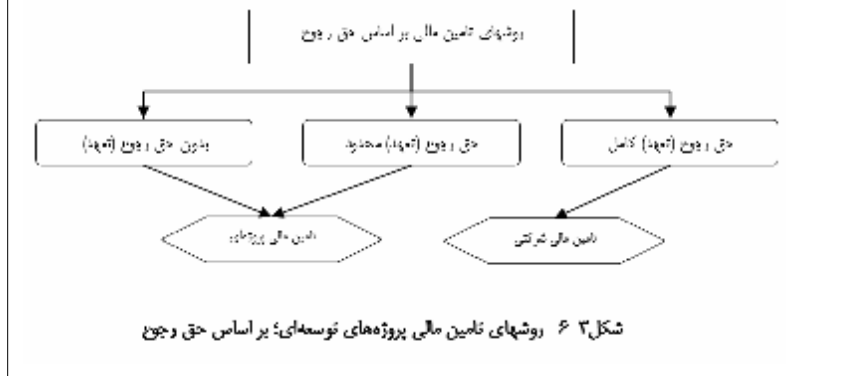 روشهای تامین مالی بر اساس حق رجوع
حق رجوع (تعهد) کامل
حق رجوع (تعهد) محدود
بدون حق رجوع (تعهد)
تامین مالی شرکتی
تامین مالی پروژه‌ای
شکل۳ ۶ روشهای تامین مالی پروژه‌های توسعه‌ای؛ بر اساس حق رجوع